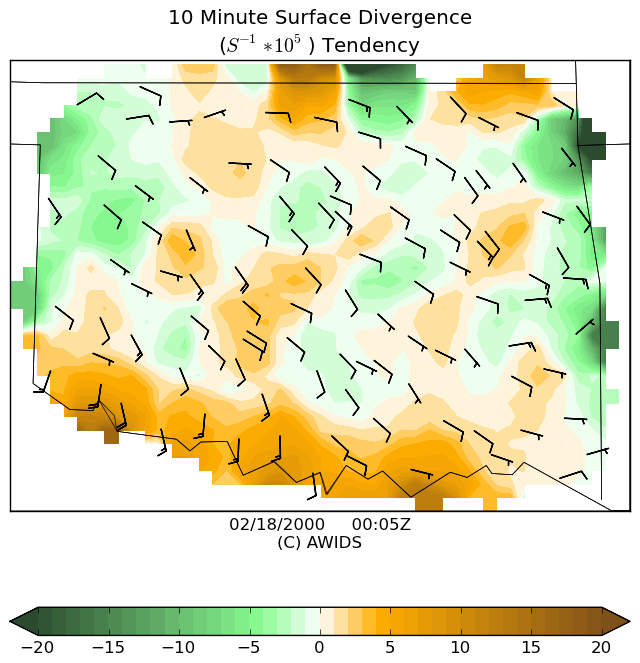 10 Minute Surface Divergence
(S⁻¹ *10⁵ ) Tendency
02/18/2000 00:05Z
(C) AWIDS
−20 −15 −10 −5 0 5 10 15 20